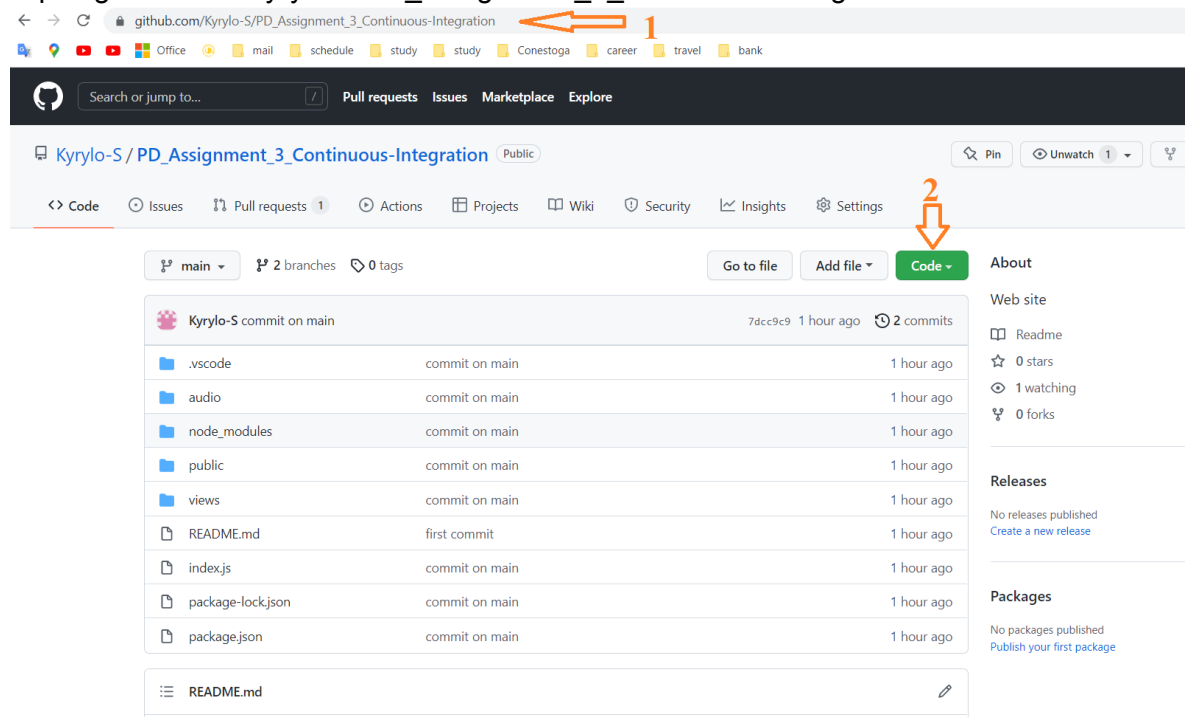 github.com/Kyrylo-S/PD_Assignment_3_Continuous-Integration 1
Office mail schedule study study Conestoga career travel bank
Search or jump to... / Pull requests Issues Marketplace Explore
Kyrylo-S / PD_Assignment_3_Continuous-Integration Public Pin Unwatch 1
2
<> Code Issues Pull requests 1 Actions Projects Wiki Security Insights Settings
main 2 branches 0 tags Go to file Add file Code
Kyrylo-S commit on main 7dcc9c9 1 hour ago 2 commits
.vscode commit on main 1 hour ago
audio commit on main 1 hour ago
node_modules commit on main 1 hour ago
public commit on main 1 hour ago
views commit on main 1 hour ago
README.md first commit 1 hour ago
index.js commit on main 1 hour ago
package-lock.json commit on main 1 hour ago
package.json commit on main 1 hour ago
README.md
About
Web site
Readme
0 stars
1 watching
0 forks
Releases
No releases published
Create a new release
Packages
No packages published
Publish your first package